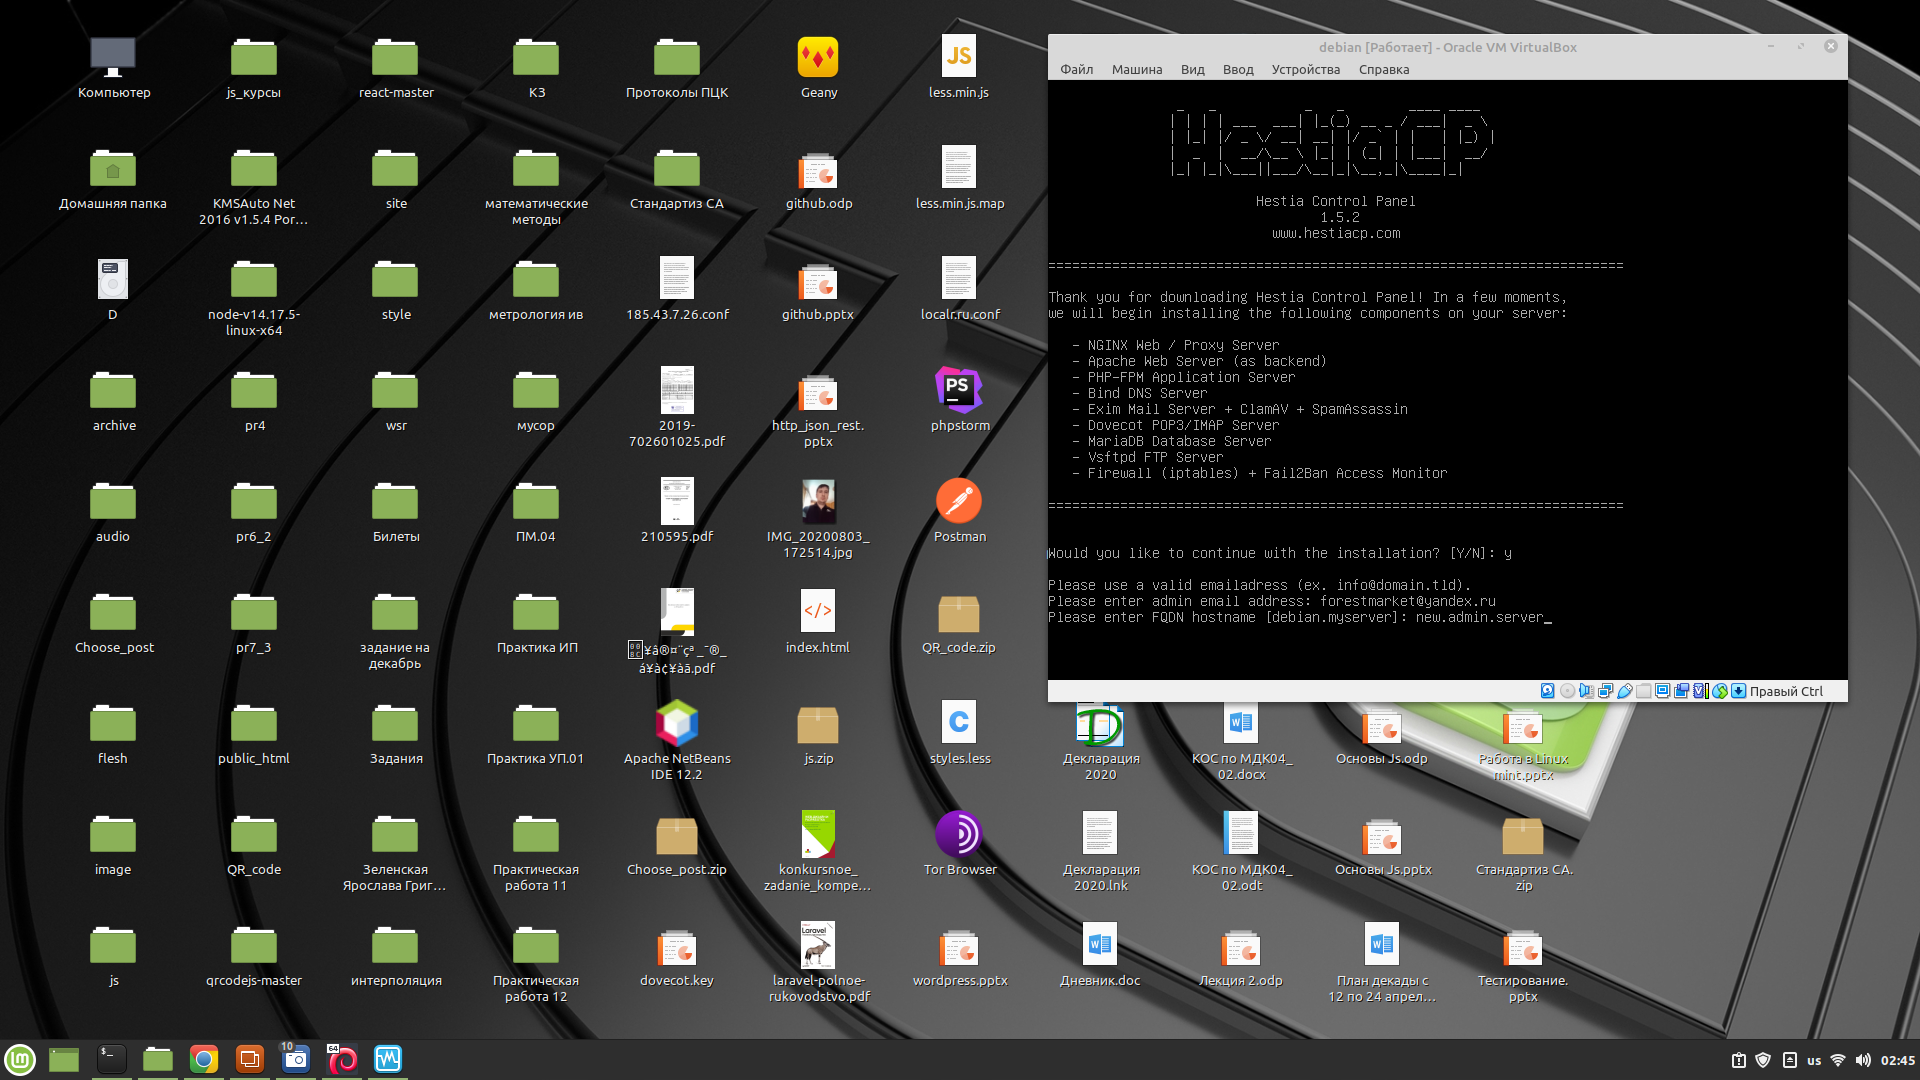 Компьютер
js_курсы
react-master
КЗ
Протоколы ПЦК
Geany
less.min.js
Домашняя папка
KMSAuto Net
2016 v1.5.4 Por...
site
математические
методы
Стандартиз СА
github.odp
less.min.js.map
D
node-v14.17.5-
linux-x64
style
метрология ив
185.43.7.26.conf
github.pptx
localr.ru.conf
archive
pr4
wsr
мусор
2019-
702601025.pdf
http_json_rest.
pptx
PS
phpstorm
audio
pr6_2
Билеты
ПМ.04
210595.pdf
IMG_20200803_
172514.jpg
Postman
Choose_post
pr7_3
задание на
декабрь
Практика ИП
index.html
QR_code.zip
flesh
public_html
Задания
Практика УП.01
Apache NetBeans
IDE 12.2
js.zip
styles.less
Декларация
2020
КОС по МДК04_
02.docx
Основы Js.odp
Работа в Linux
mint.pptx
image
QR_code
Зеленская
Ярослава Григ...
Практическая
работа 11
Choose_post.zip
konkursnoe_
zadanie_kompe...
Tor Browser
Декларация
2020.lnk
КОС по МДК04_
02.odt
Основы Js.pptx
Стандартиз СА.
zip
js
qrcodejs-master
интерполяция
Практическая
работа 12
dovecot.key
Laravel
laravel-polnoe-
rukovodstvo.pdf
wordpress.pptx
Дневник.doc
Лекция 2.odp
План декады с
12 по 24 апрел...
Тестирование.
pptx
debian [Работает] - Oracle VM VirtualBox
Файл Машина Вид Ввод Устройства Справка
HestiaCP
Hestia Control Panel
1.5.2
www.hestiacp.com
========================================================================
Thank you for downloading Hestia Control Panel! In a few moments,
we will begin installing the following components on your server:
- NGINX Web / Proxy Server
- Apache Web Server (as backend)
- PHP-FPM Application Server
- Bind DNS Server
- Exim Mail Server + ClamAV + SpamAssassin
- Dovecot POP3/IMAP Server
- MariaDB Database Server
- Vsftpd FTP Server
- Firewall (iptables) + Fail2Ban Access Monitor
========================================================================
Would you like to continue with the installation? [Y/N]: y
Please use a valid emailadress (ex. info@domain.tld).
Please enter admin email address: forestmarket@yandex.ru
Please enter FQDN hostname [debian.myserver]: new.admin.server_
Правый Ctrl
10
64
us
02:45